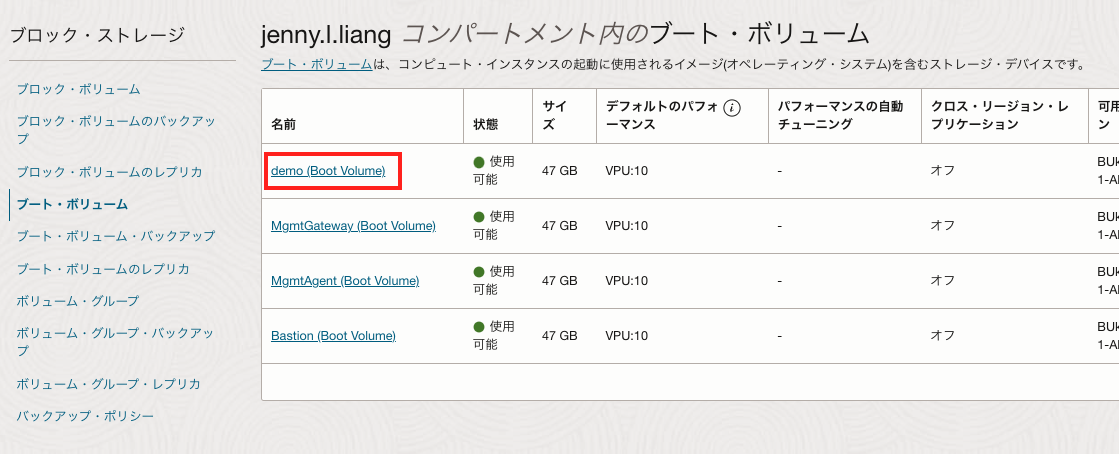 ブロック・ストレージ
ブロック・ボリューム
ブロック・ボリュームのバックアッ
プ
ブロック・ボリュームのレプリカ
ブート・ボリューム
ブート・ボリューム・バックアップ
ブート・ボリュームのレプリカ
ボリューム・グループ
ボリューム・グループ・バックアッ
プ
ボリューム・グループ・レプリカ
バックアップ・ポリシー
jenny.l.liang コンパートメント内のブート・ボリューム
ブート・ボリュームは、コンピュート・インスタンスの起動に使用されるイメージ(オペレーティング・システム)を含むストレージ・デバイスです。
名前
状態
サイ
ズ
デフォルトのパフォ
ーマンス
パフォーマンスの自動
チューニング
クロス・リージョン・レ
プリケーション
可用
ン
demo (Boot Volume)
使用
可能
47 GB
VPU:10
-
オフ
BUk
1-A
MgmtGateway (Boot Volume)
使用
可能
47 GB
VPU:10
-
オフ
BUk
1-A
MgmtAgent (Boot Volume)
使用
可能
47 GB
VPU:10
-
オフ
BUk
1-A
Bastion (Boot Volume)
使用
可能
47 GB
VPU:10
-
オフ
BUk
1-A